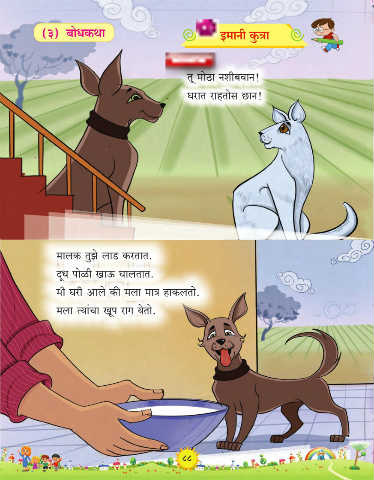 (३) बोधकथा
इमानी कुत्रा
तू मोठा नशीबवान!
घरात राहतोस छान!
मालक तुझे लाड करतात.
दूध पोळी खाऊ घालतात.
मी घरी आले की मला मात्र हाकलतो.
मला त्यांचा खूप राग येतो.
८८